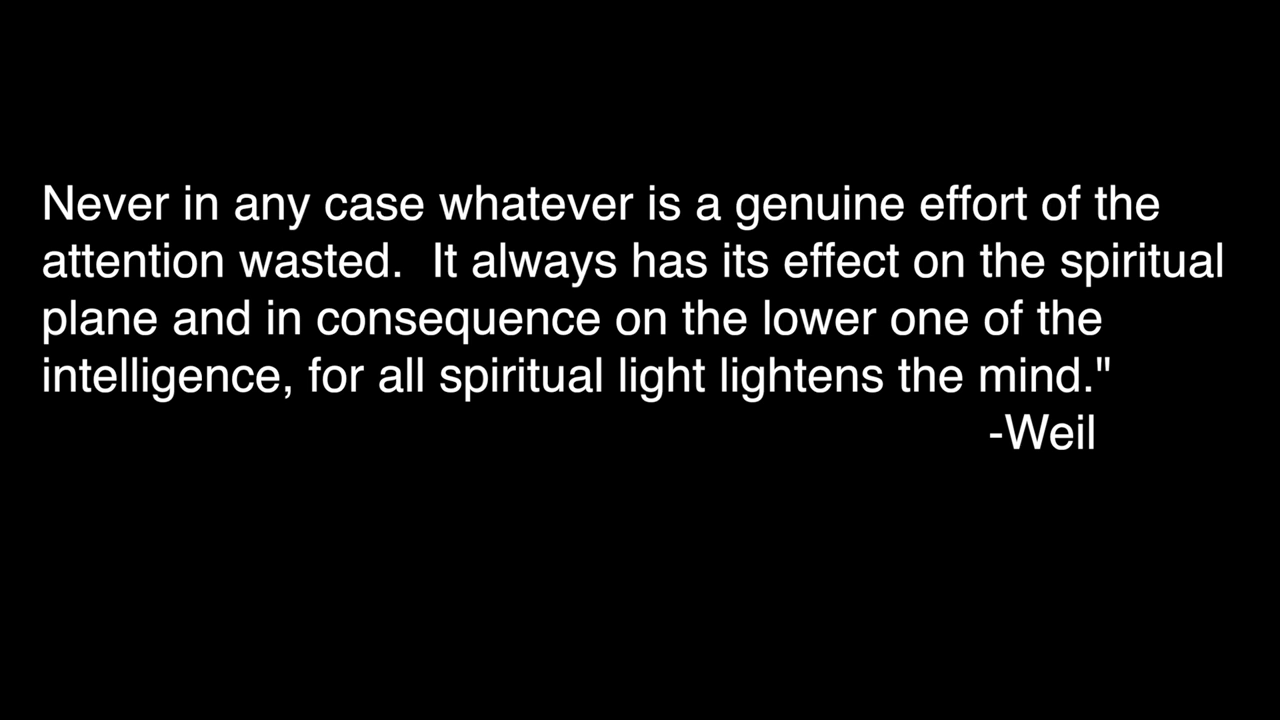 Never in any case whatever is a genuine effort of the
attention wasted.  It always has its effect on the spiritual
plane and in consequence on the lower one of the
intelligence, for all spiritual light lightens the mind."
-Weil